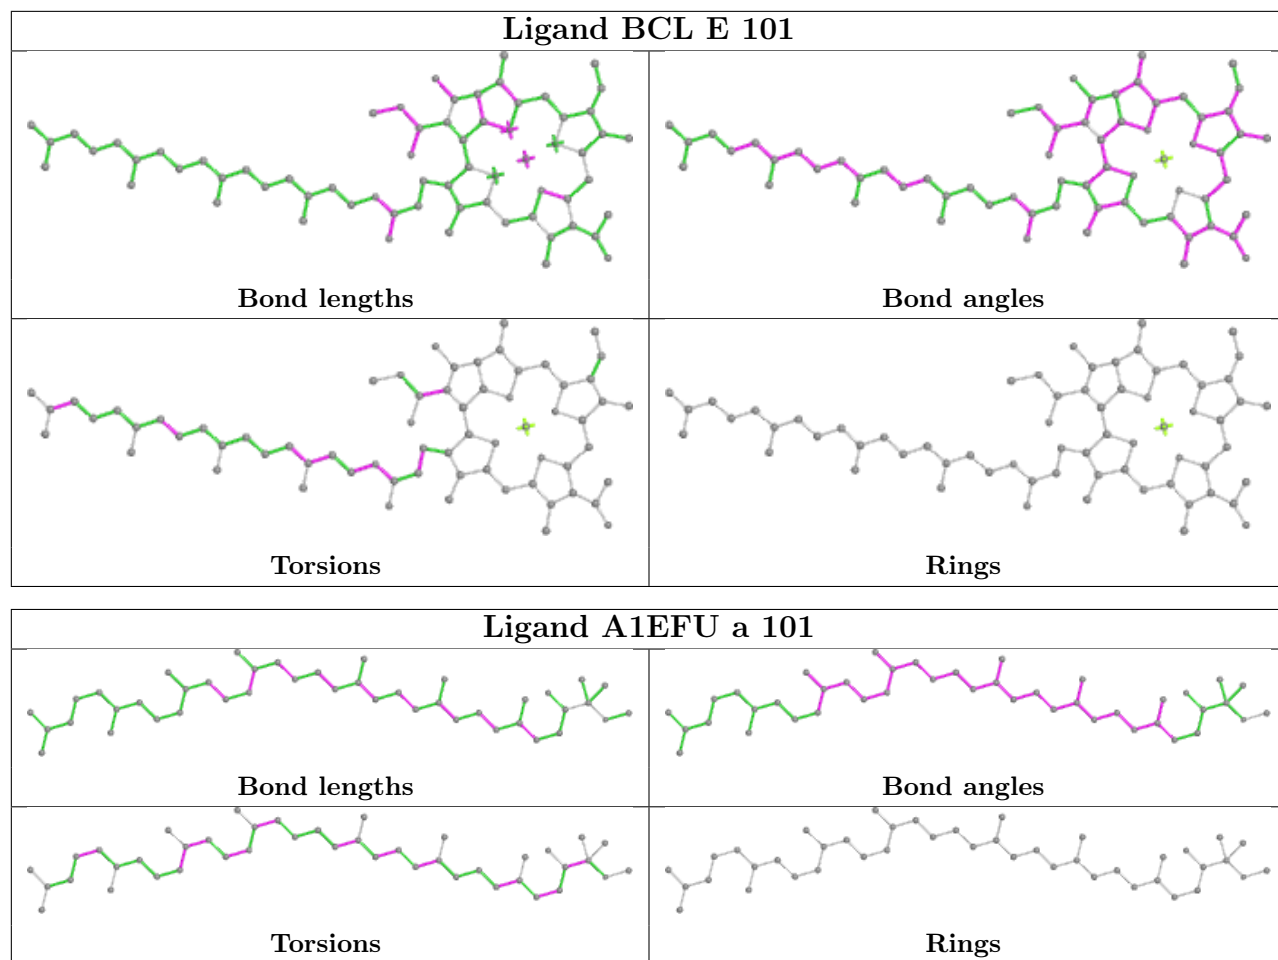 Ligand BCL E 101
Bond lengths
Bond angles
Torsions
Rings
Ligand A1EFU a 101
Bond lengths
Bond angles
Torsions
Rings